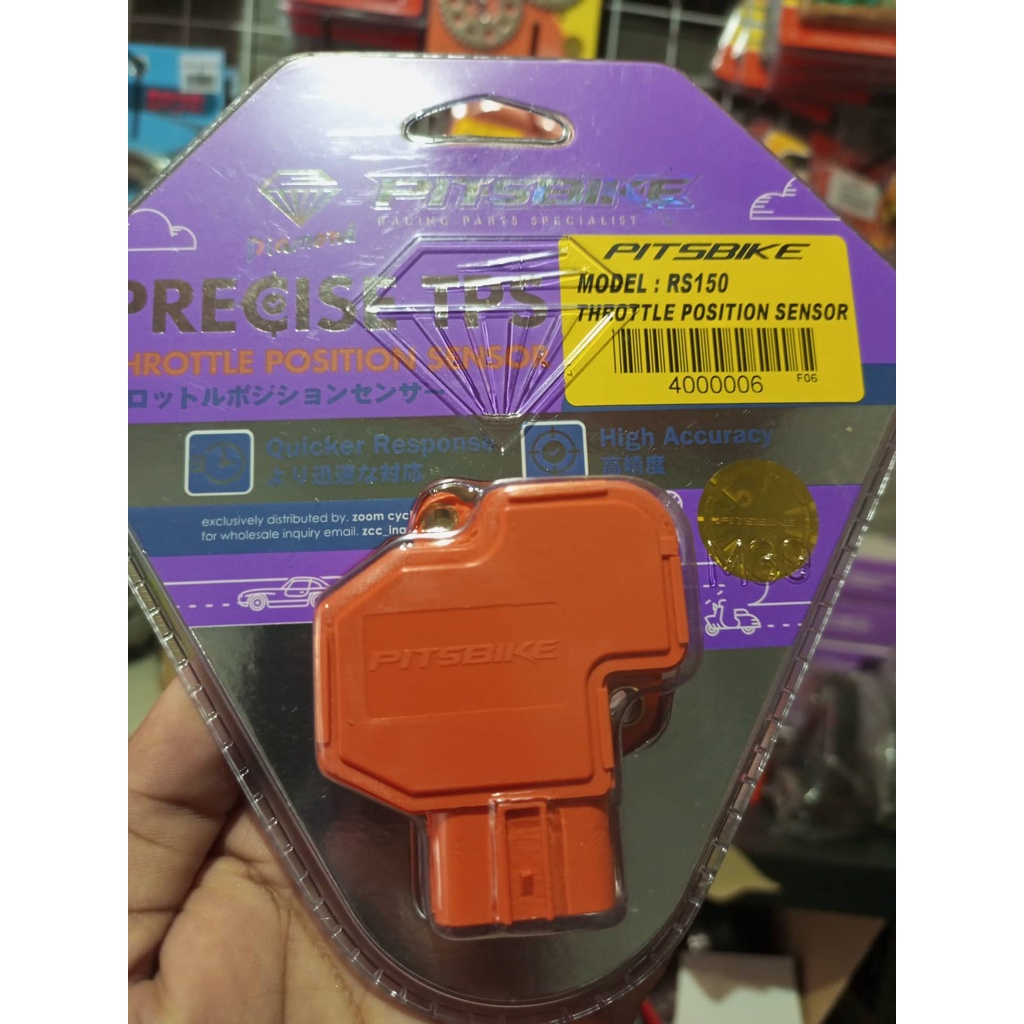 PITSBIKE
RACING PARTS SPECIALIST
Diamond
PRECISE TPS
THROTTLE POSITION SENSOR
ロットルポジションセンサー
PITSBIKE
MODEL : RS150
THROTTLE POSITION SENSOR
4000006
F06
Quicker Response
より迅速な対応
High Accuracy
高精度
exclusively distributed by. zoom cyc
for wholesale inquiry email. zcc_inq
PITSBIKE
PITSBIKE